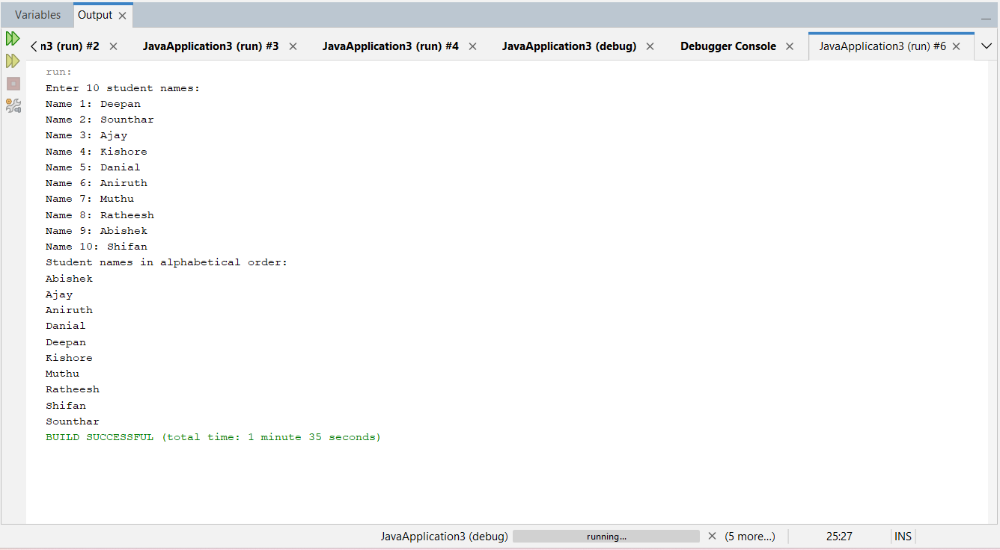 Variables Output
n3 (run) #2 JavaApplication3 (run) #3 JavaApplication3 (run) #4 JavaApplication3 (debug) Debugger Console JavaApplication3 (run) #6
run:
Enter 10 student names:
Name 1: Deepan
Name 2: Sounthar
Name 3: Ajay
Name 4: Kishore
Name 5: Danial
Name 6: Aniruth
Name 7: Muthu
Name 8: Ratheesh
Name 9: Abishek
Name 10: Shifan
Student names in alphabetical order:
Abishek
Ajay
Aniruth
Danial
Deepan
Kishore
Muthu
Ratheesh
Shifan
Sounthar
BUILD SUCCESSFUL (total time: 1 minute 35 seconds)
JavaApplication3 (debug) running... (5 more...) 25:27 INS